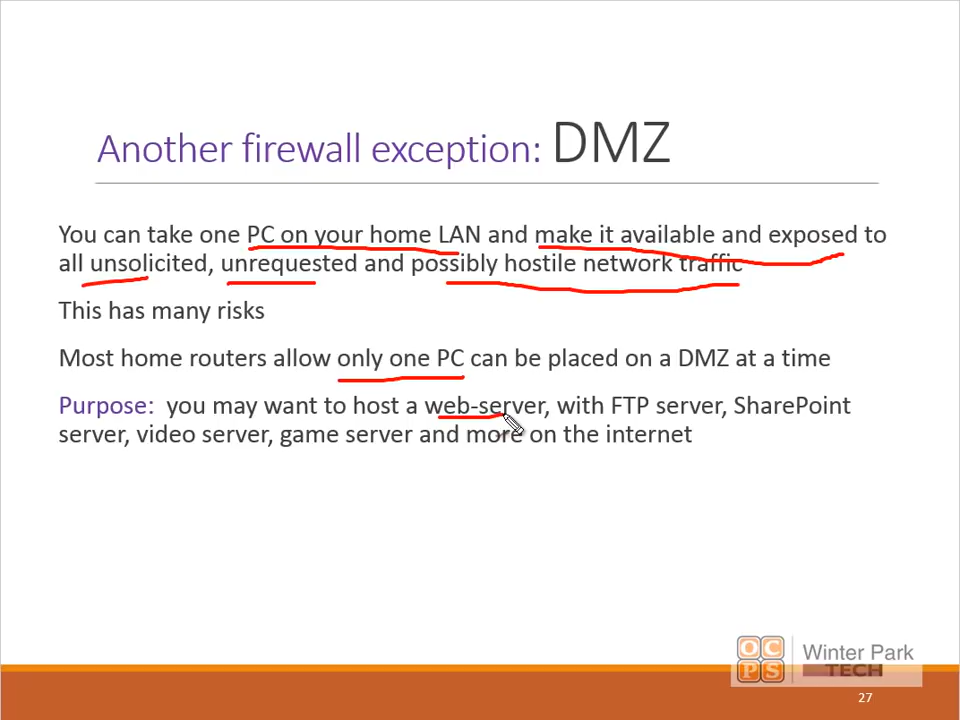 Another firewall exception: DMZ
You can take one PC on your home LAN and make it available and exposed to
all unsolicited, unrequested and possibly hostile network traffic
This has many risks
Most home routers allow only one PC can be placed on a DMZ at a time
Purpose: you may want to host a web-server, with FTP server, SharePoint
server, video server, game server and more on the internet
OC
PS
Winter Park
TECH
27